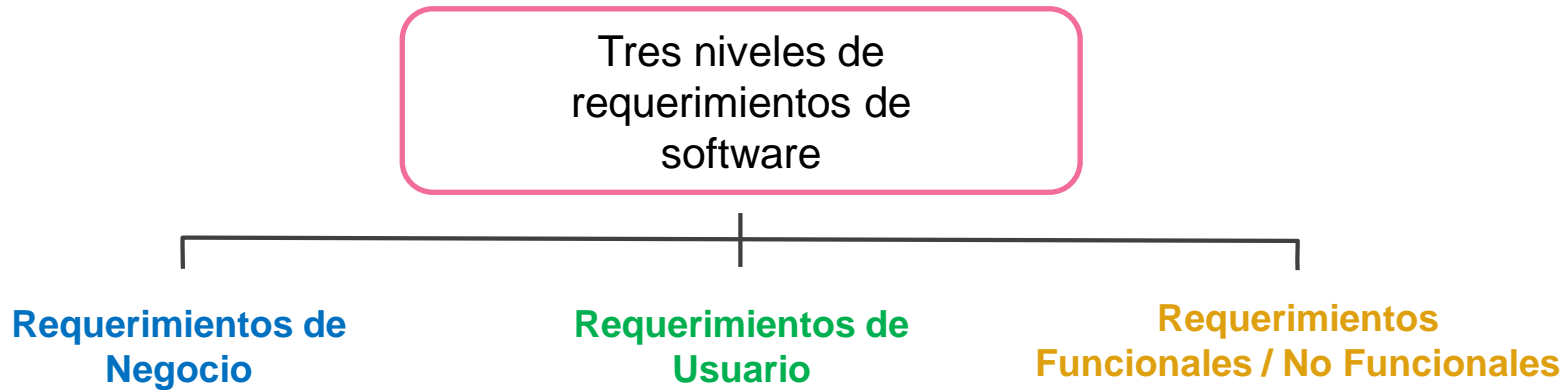 Tres niveles de
requerimientos de
software
Requerimientos de
Negocio
Requerimientos de
Usuario
Requerimientos
Funcionales / No Funcionales